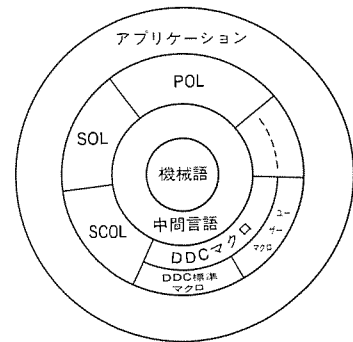 アプリケーション
POL
SOL
機械語
中間言語
SCOL
DDCマクロ
ユー
ザー
マクロ
DDC標準
マクロ